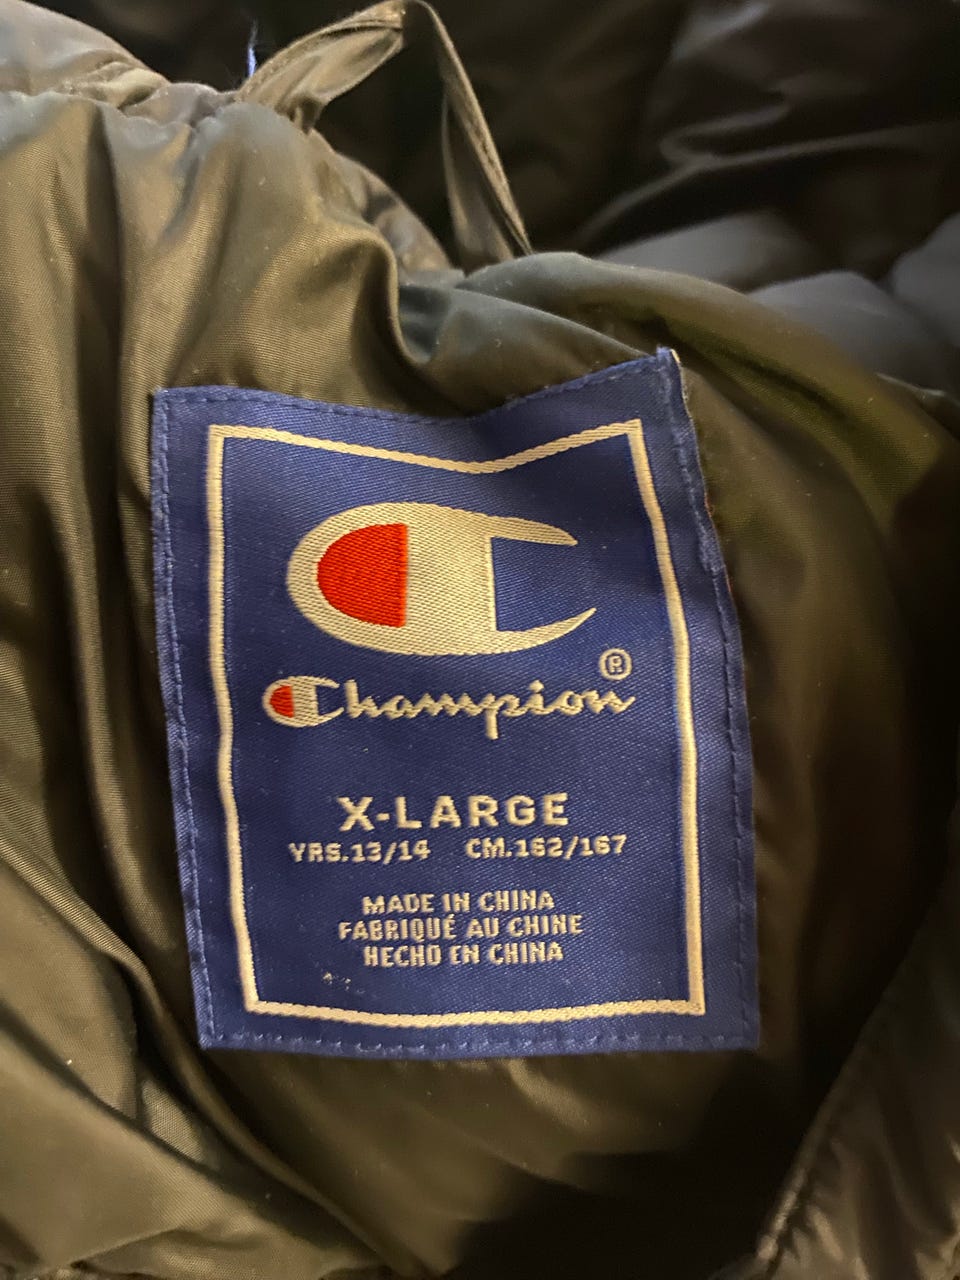 Champion®
X-LARGE
YRS.13/14 CM.162/167
MADE IN CHINA
FABRIQUÉ AU CHINE
HECHO EN CHINA